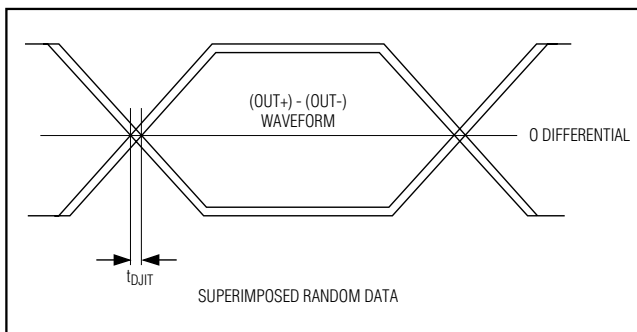 (OUT+) - (OUT-)
WAVEFORM
0 DIFFERENTIAL
tDJIT
SUPERIMPOSED RANDOM DATA